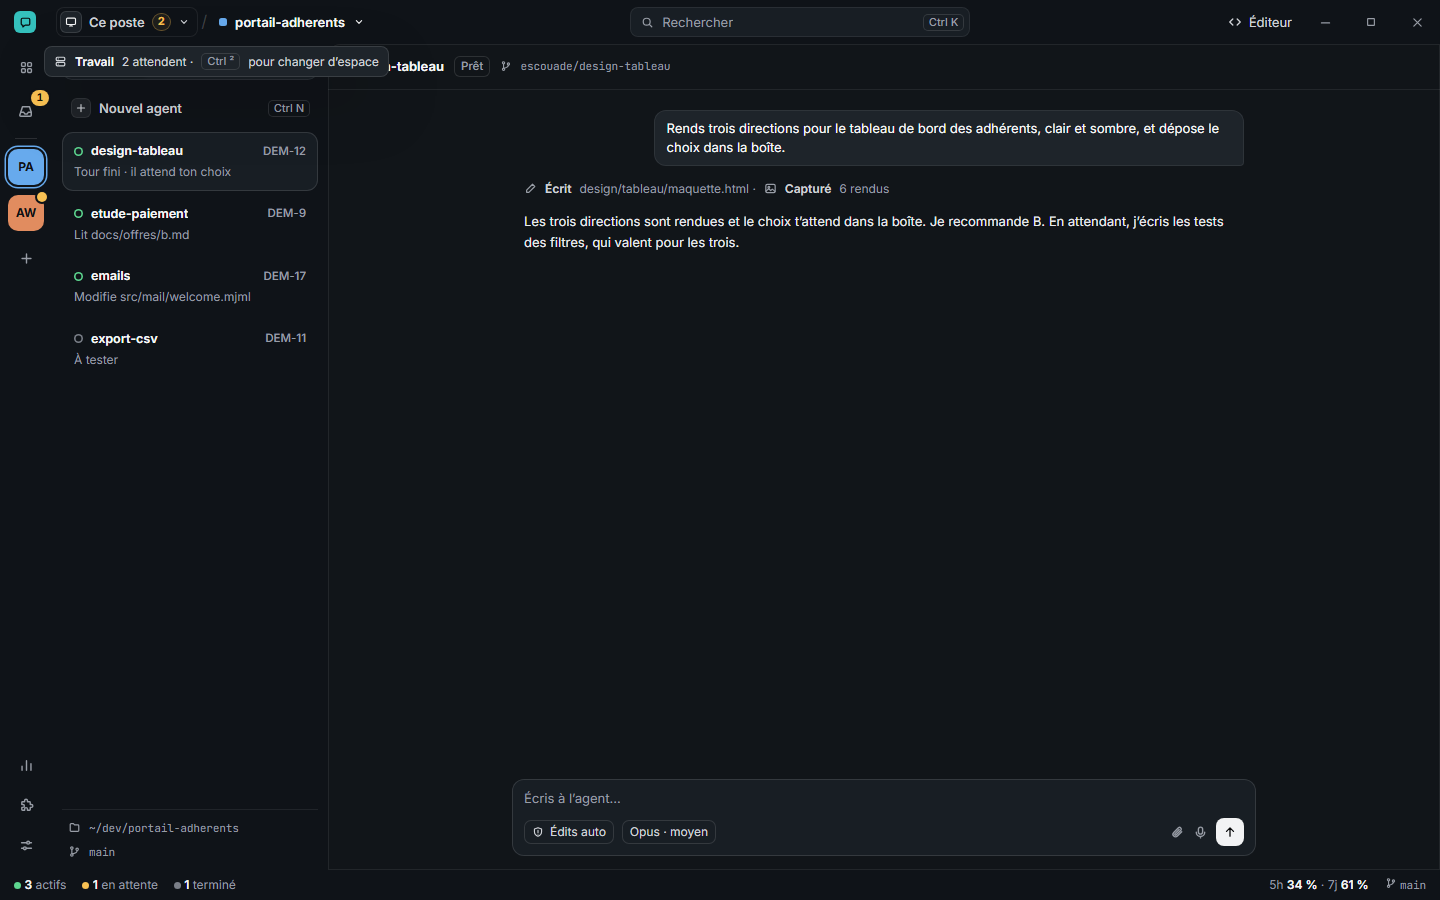 Ce poste 2 / portail-adherents
Rechercher Ctrl K
Éditeur
Travail 2 attendent · Ctrl ² pour changer d’espace
-tableau Prêt escouade/design-tableau
1
PA
AW
Nouvel agent Ctrl N
design-tableau DEM-12
Tour fini · il attend ton choix
etude-paiement DEM-9
Lit docs/offres/b.md
emails DEM-17
Modifie src/mail/welcome.mjml
export-csv DEM-11
À tester
Rends trois directions pour le tableau de bord des adhérents, clair et sombre, et dépose le
choix dans la boîte.
Écrit design/tableau/maquette.html · Capturé 6 rendus
Les trois directions sont rendues et le choix t’attend dans la boîte. Je recommande B. En attendant, j’écris les tests
des filtres, qui valent pour les trois.
Écris à l’agent…
Édits auto Opus · moyen
~/dev/portail-adherents
main
3 actifs 1 en attente 1 terminé
5h 34 % · 7j 61 % main